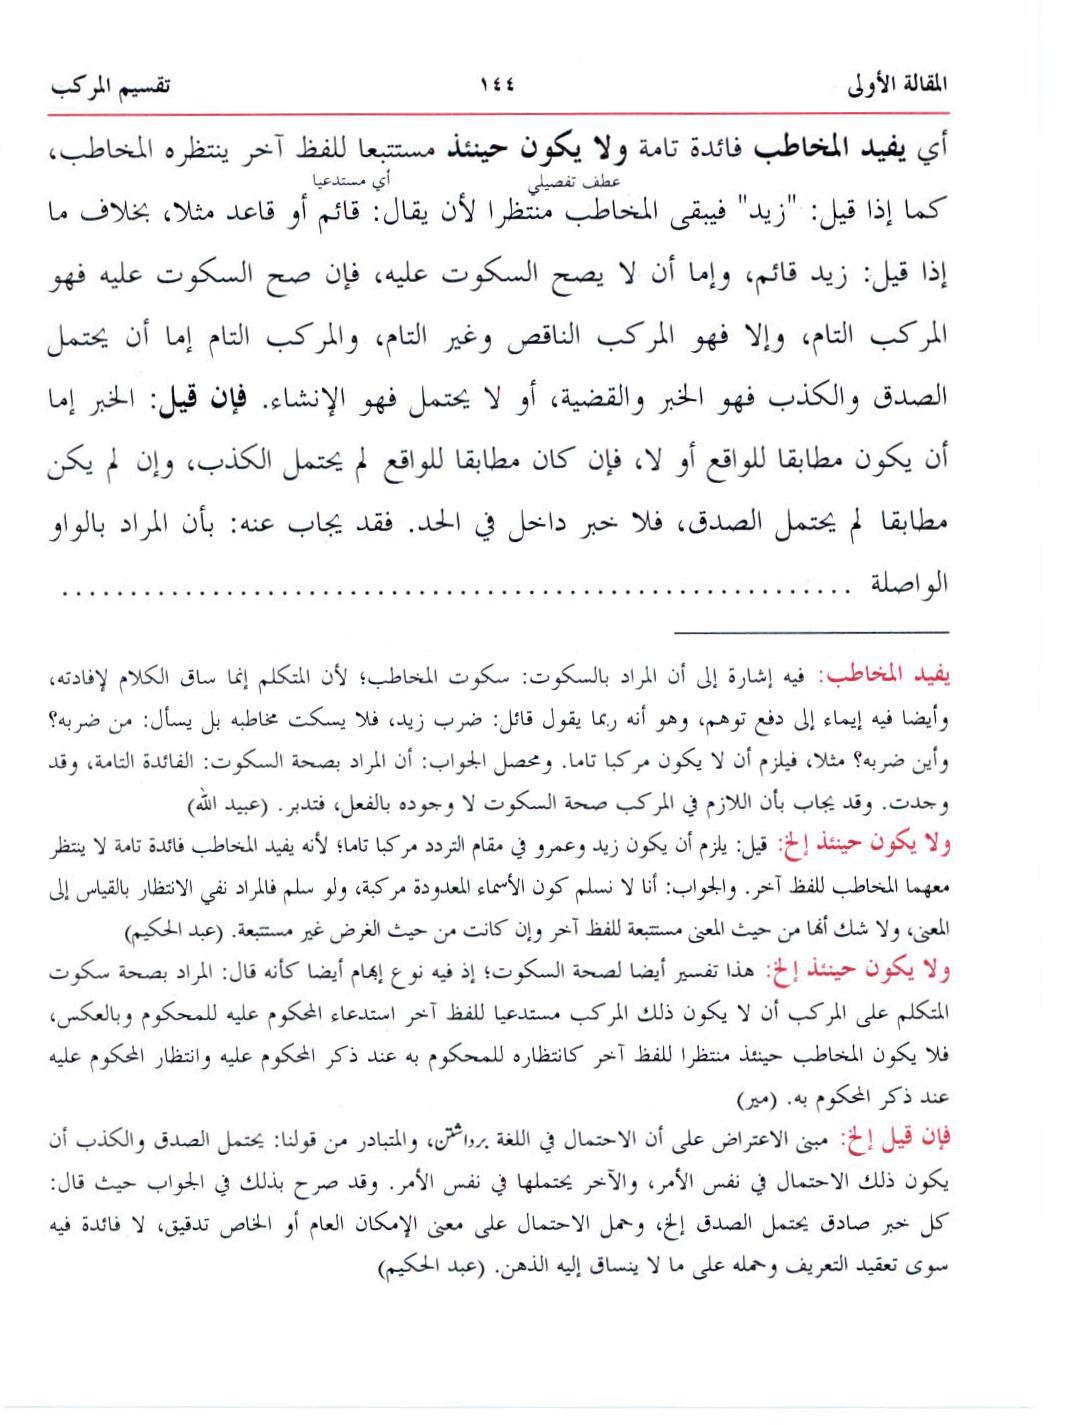 المقالة الأولى ١٤٤ تقسيم المركب
أي يفيد المخاطب فائدة تامة ولا يكون حينئذ مستتبعا للفظ آخر ينتظره المخاطب،
عطف تفصيلي أي مستدعيا
كما إذا قيل: "زيد" فيبقى المخاطب منتظرا لأن يقال: قائم أو قاعد مثلا، بخلاف ما
إذا قيل: زيد قائم، وإما أن لا يصح السكوت عليه، فإن صح السكوت عليه فهو
المركب التام، وإلا فهو المركب الناقص وغير التام، والمركب التام إما أن يحتمل
الصدق والكذب فهو الخبر والقضية، أو لا يحتمل فهو الإنشاء. فإن قيل: الخبر إما
أن يكون مطابقا للواقع أو لا، فإن كان مطابقا للواقع لم يحتمل الكذب، وإن لم يكن
مطابقا لم يحتمل الصدق، فلا خبر داخل في الحد. فقد يجاب عنه: بأن المراد بالواو
الواصلة ........................................................
يفيد المخاطب: فيه إشارة إلى أن المراد بالسكوت: سكوت المخاطب؛ لأن المتكلم إنما ساق الكلام لإفادته،
وأيضا فيه إيماء إلى دفع توهم، وهو أنه ربما يقول قائل: ضرب زيد، فلا يسكت مخاطبه بل يسأل: من ضربه؟
وأين ضربه؟ مثلا، فيلزم أن لا يكون مركبا تاما. ومحصل الجواب: أن المراد بصحة السكوت: الفائدة التامة، وقد
وجدت. وقد يجاب بأن اللازم في المركب صحة السكوت لا وجوده بالفعل، فتدبر. (عبيد الله)
ولا يكون حينئذ إلخ: قيل: يلزم أن يكون زيد وعمرو في مقام التردد مركبا تاما؛ لأنه يفيد المخاطب فائدة تامة لا ينتظر
معهما المخاطب للفظ آخر. والجواب: أنا لا نسلم كون الأسماء المعدودة مركبة، ولو سلم فالمراد نفي الانتظار بالقياس إلى
المعنى، ولا شك أنها من حيث المعنى مستتبعة للفظ آخر وإن كانت من حيث الغرض غير مستتبعة. (عبد الحكيم)
ولا يكون حينئذ إلخ: هذا تفسير أيضا لصحة السكوت؛ إذ فيه نوع إبهام أيضا كأنه قال: المراد بصحة سكوت
المتكلم على المركب أن لا يكون ذلك المركب مستدعيا للفظ آخر استدعاء المحكوم عليه للمحكوم وبالعكس،
فلا يكون المخاطب حينئذ منتظرا للفظ آخر كانتظاره للمحكوم به عند ذكر المحكوم عليه وانتظار المحكوم عليه
عند ذكر المحكوم به. (مير)
فإن قيل إلخ: مبنى الاعتراض على أن الاحتمال في اللغة برداشتن، والمتبادر من قولنا: يحتمل الصدق والكذب أن
يكون ذلك الاحتمال في نفس الأمر، والآخر يحتملها في نفس الأمر. وقد صرح بذلك في الجواب حيث قال:
كل خبر صادق يحتمل الصدق إلخ، وحمل الاحتمال على معنى الإمكان العام أو الخاص تدقيق، لا فائدة فيه
سوى تعقيد التعريف وحمله على ما لا ينساق إليه الذهن. (عبد الحكيم)